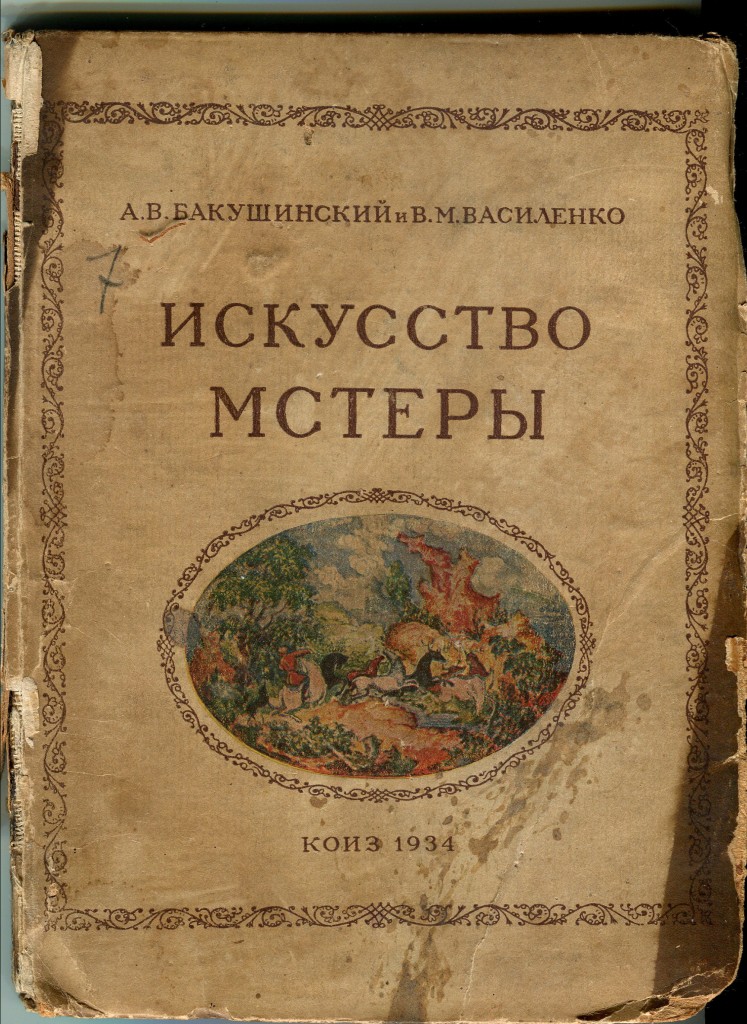 А.В.БАКУШИНСКИЙ и В.М.ВАСИЛЕНКО
7
ИСКУССТВО
МСТЕРЫ
КОИЗ 1934